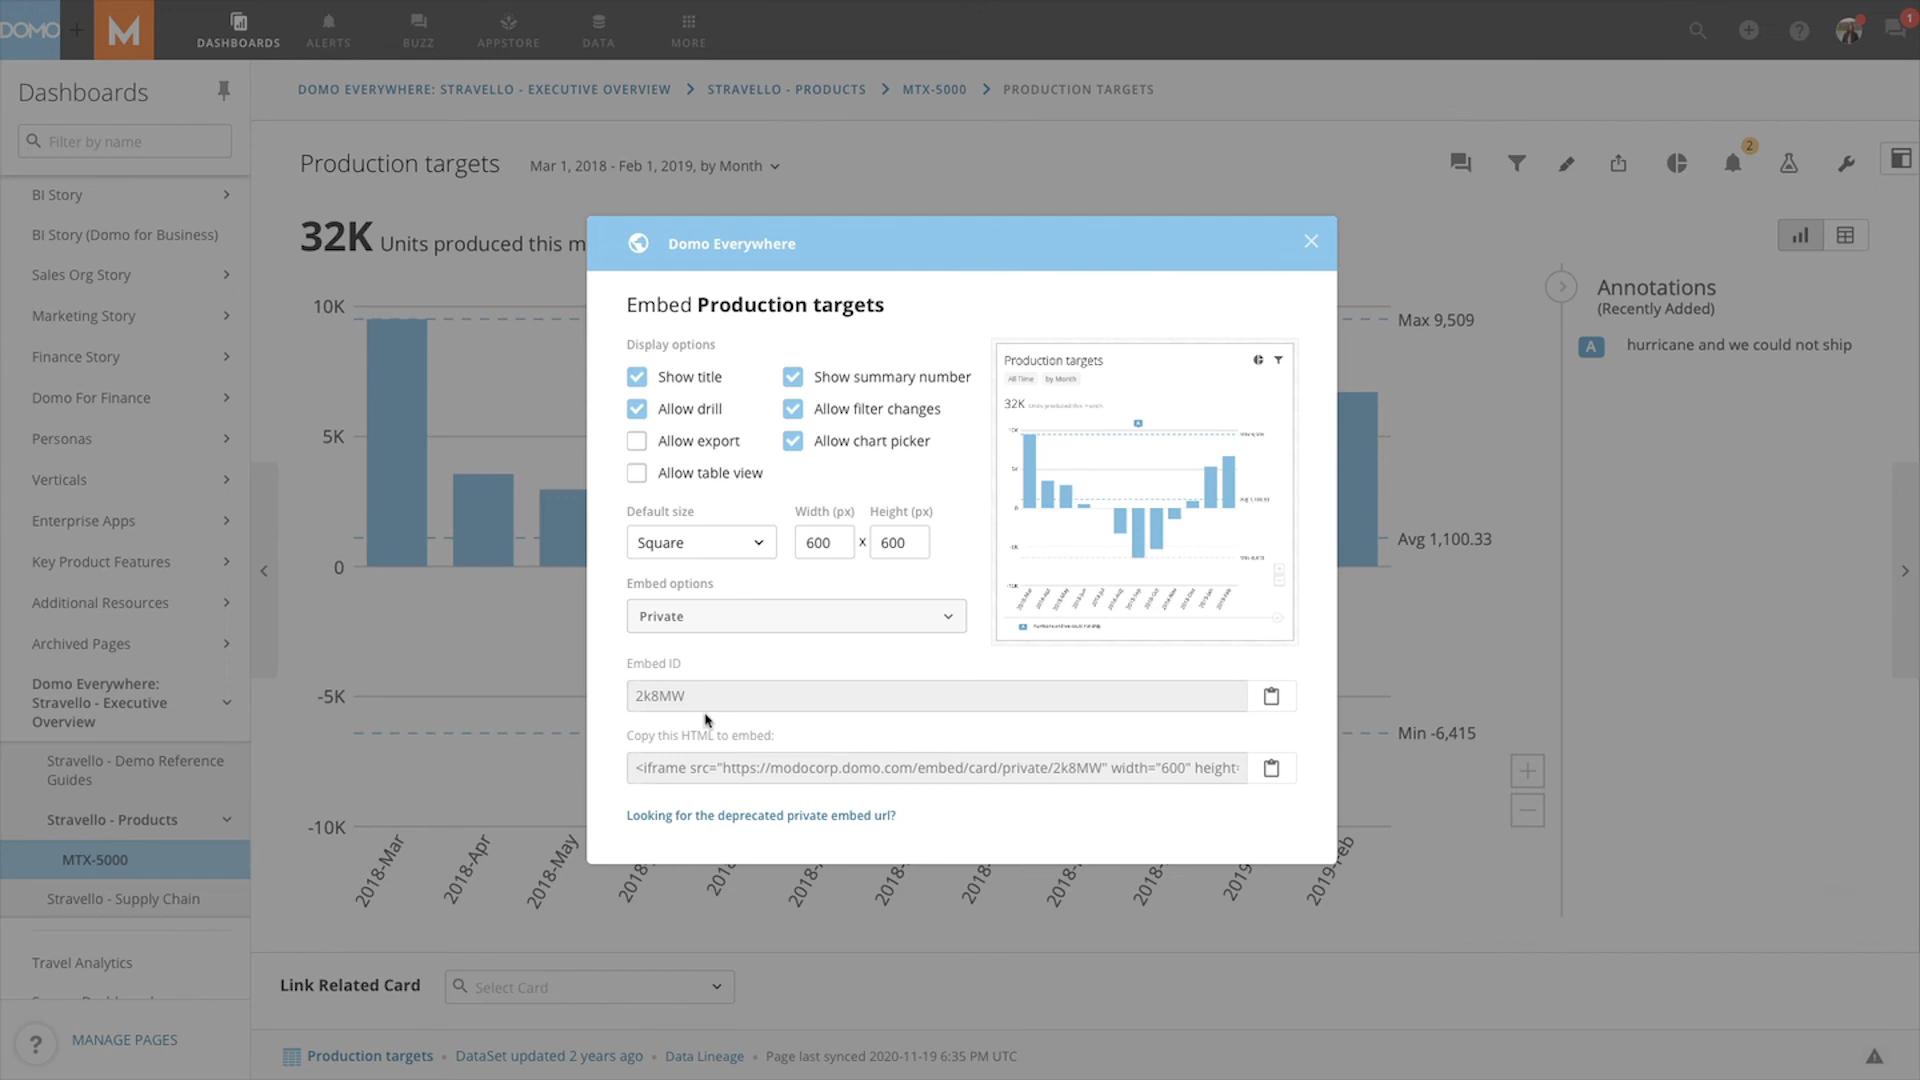 DOMO
M
DASHBOARDS
ALERTS
BUZZ
APPSTORE
DATA
MORE
1
Dashboards
Filter by name
BI Story
BI Story (Domo for Business)
Sales Org Story
Marketing Story
Finance Story
Domo For Finance
Personas
Verticals
Enterprise Apps
Key Product Features
Additional Resources
Archived Pages
Domo Everywhere:
Stravello - Executive
Overview
Stravello - Demo Reference
Guides
Stravello - Products
MTX-5000
Stravello - Supply Chain
Travel Analytics
? MANAGE PAGES
DOMO EVERYWHERE: STRAVELLO - EXECUTIVE OVERVIEW > STRAVELLO - PRODUCTS > MTX-5000 > PRODUCTION TARGETS
Production targets
Mar 1, 2018 - Feb 1, 2019, by Month
2
32K Units produced this m
10K
5K
0
-5K
-10K
2018-Mar
2018-Apr
2018-May
Max 9,509
Avg 1,100.33
Min -6,415
Annotations
(Recently Added)
A hurricane and we could not ship
Domo Everywhere
Embed Production targets
Display options
Show title
Show summary number
Allow drill
Allow filter changes
Allow export
Allow chart picker
Allow table view
Default size
Width (px)
Height (px)
Square
600 x 600
Embed options
Private
Embed ID
2k8MW
Copy this HTML to embed:
<iframe src="https://modocorp.domo.com/embed/card/private/2k8MW" width="600" height=
Looking for the deprecated private embed url?
Production targets
All Time
by Month
32K Units produced this month
A
Link Related Card
Select Card
Production targets • DataSet updated 2 years ago • Data Lineage • Page last synced 2020-11-19 6:35 PM UTC